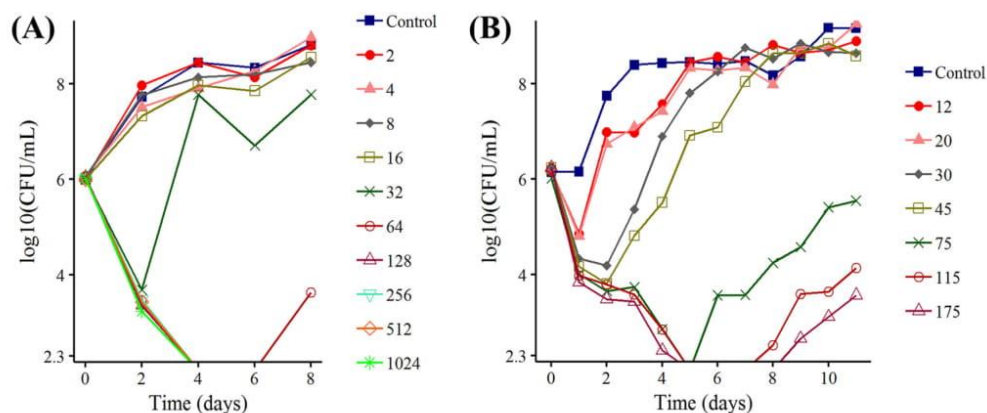 (A)
log10(CFU/mL)
8
6
4
2.3
0 2 4 6 8
Time (days)
Control
2
4
8
16
32
64
128
256
512
1024
(B)
log10(CFU/mL)
8
6
4
2.3
0 2 4 6 8 10
Time (days)
Control
12
20
30
45
75
115
175